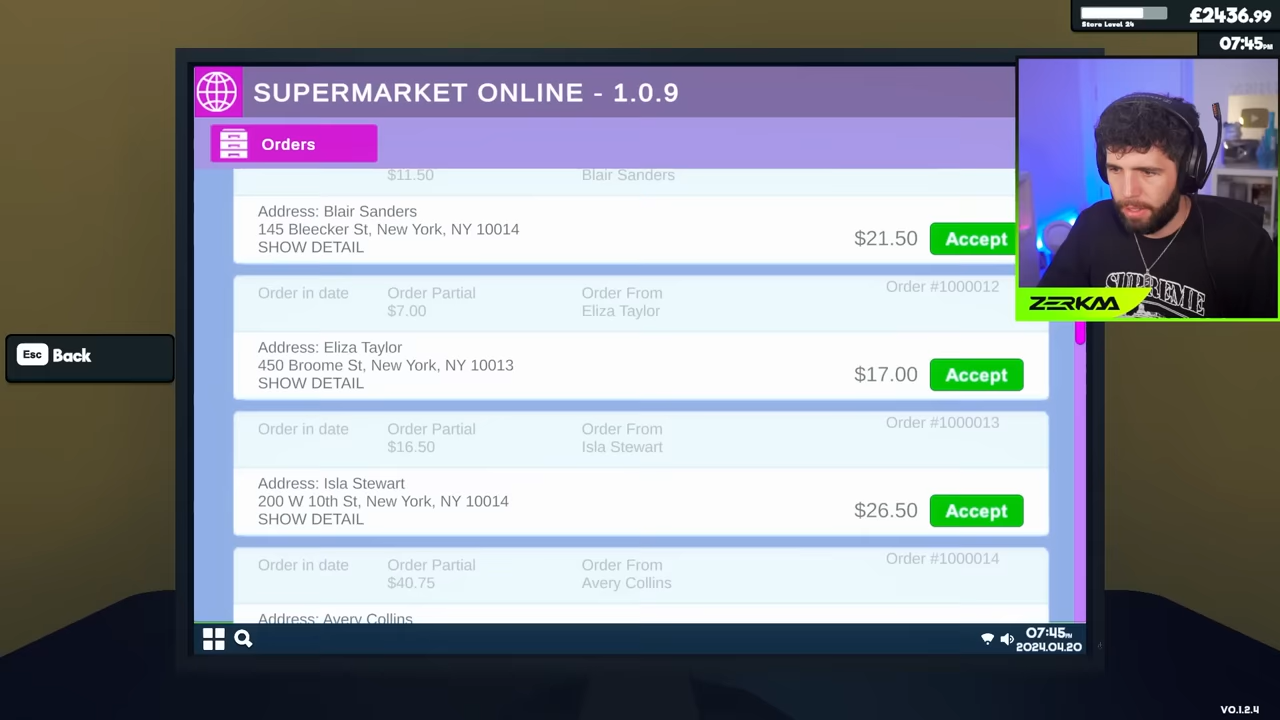 £2436.99
Store Level 24
07:45PM
SUPERMARKET ONLINE - 1.0.9
Orders
$11.50 Blair Sanders
Address: Blair Sanders
145 Bleecker St, New York, NY 10014
SHOW DETAIL
$21.50 Accept
Order in date Order Partial Order From Order #1000012
$7.00 Eliza Taylor
Address: Eliza Taylor
450 Broome St, New York, NY 10013
SHOW DETAIL
$17.00 Accept
Order in date Order Partial Order From Order #1000013
$16.50 Isla Stewart
Address: Isla Stewart
200 W 10th St, New York, NY 10014
SHOW DETAIL
$26.50 Accept
Order in date Order Partial Order From Order #1000014
$40.75 Avery Collins
Address: Avery Collins
Esc Back
SUPREME
ZERKAA
07:45PM
2024.04.20
V0.1.2.4